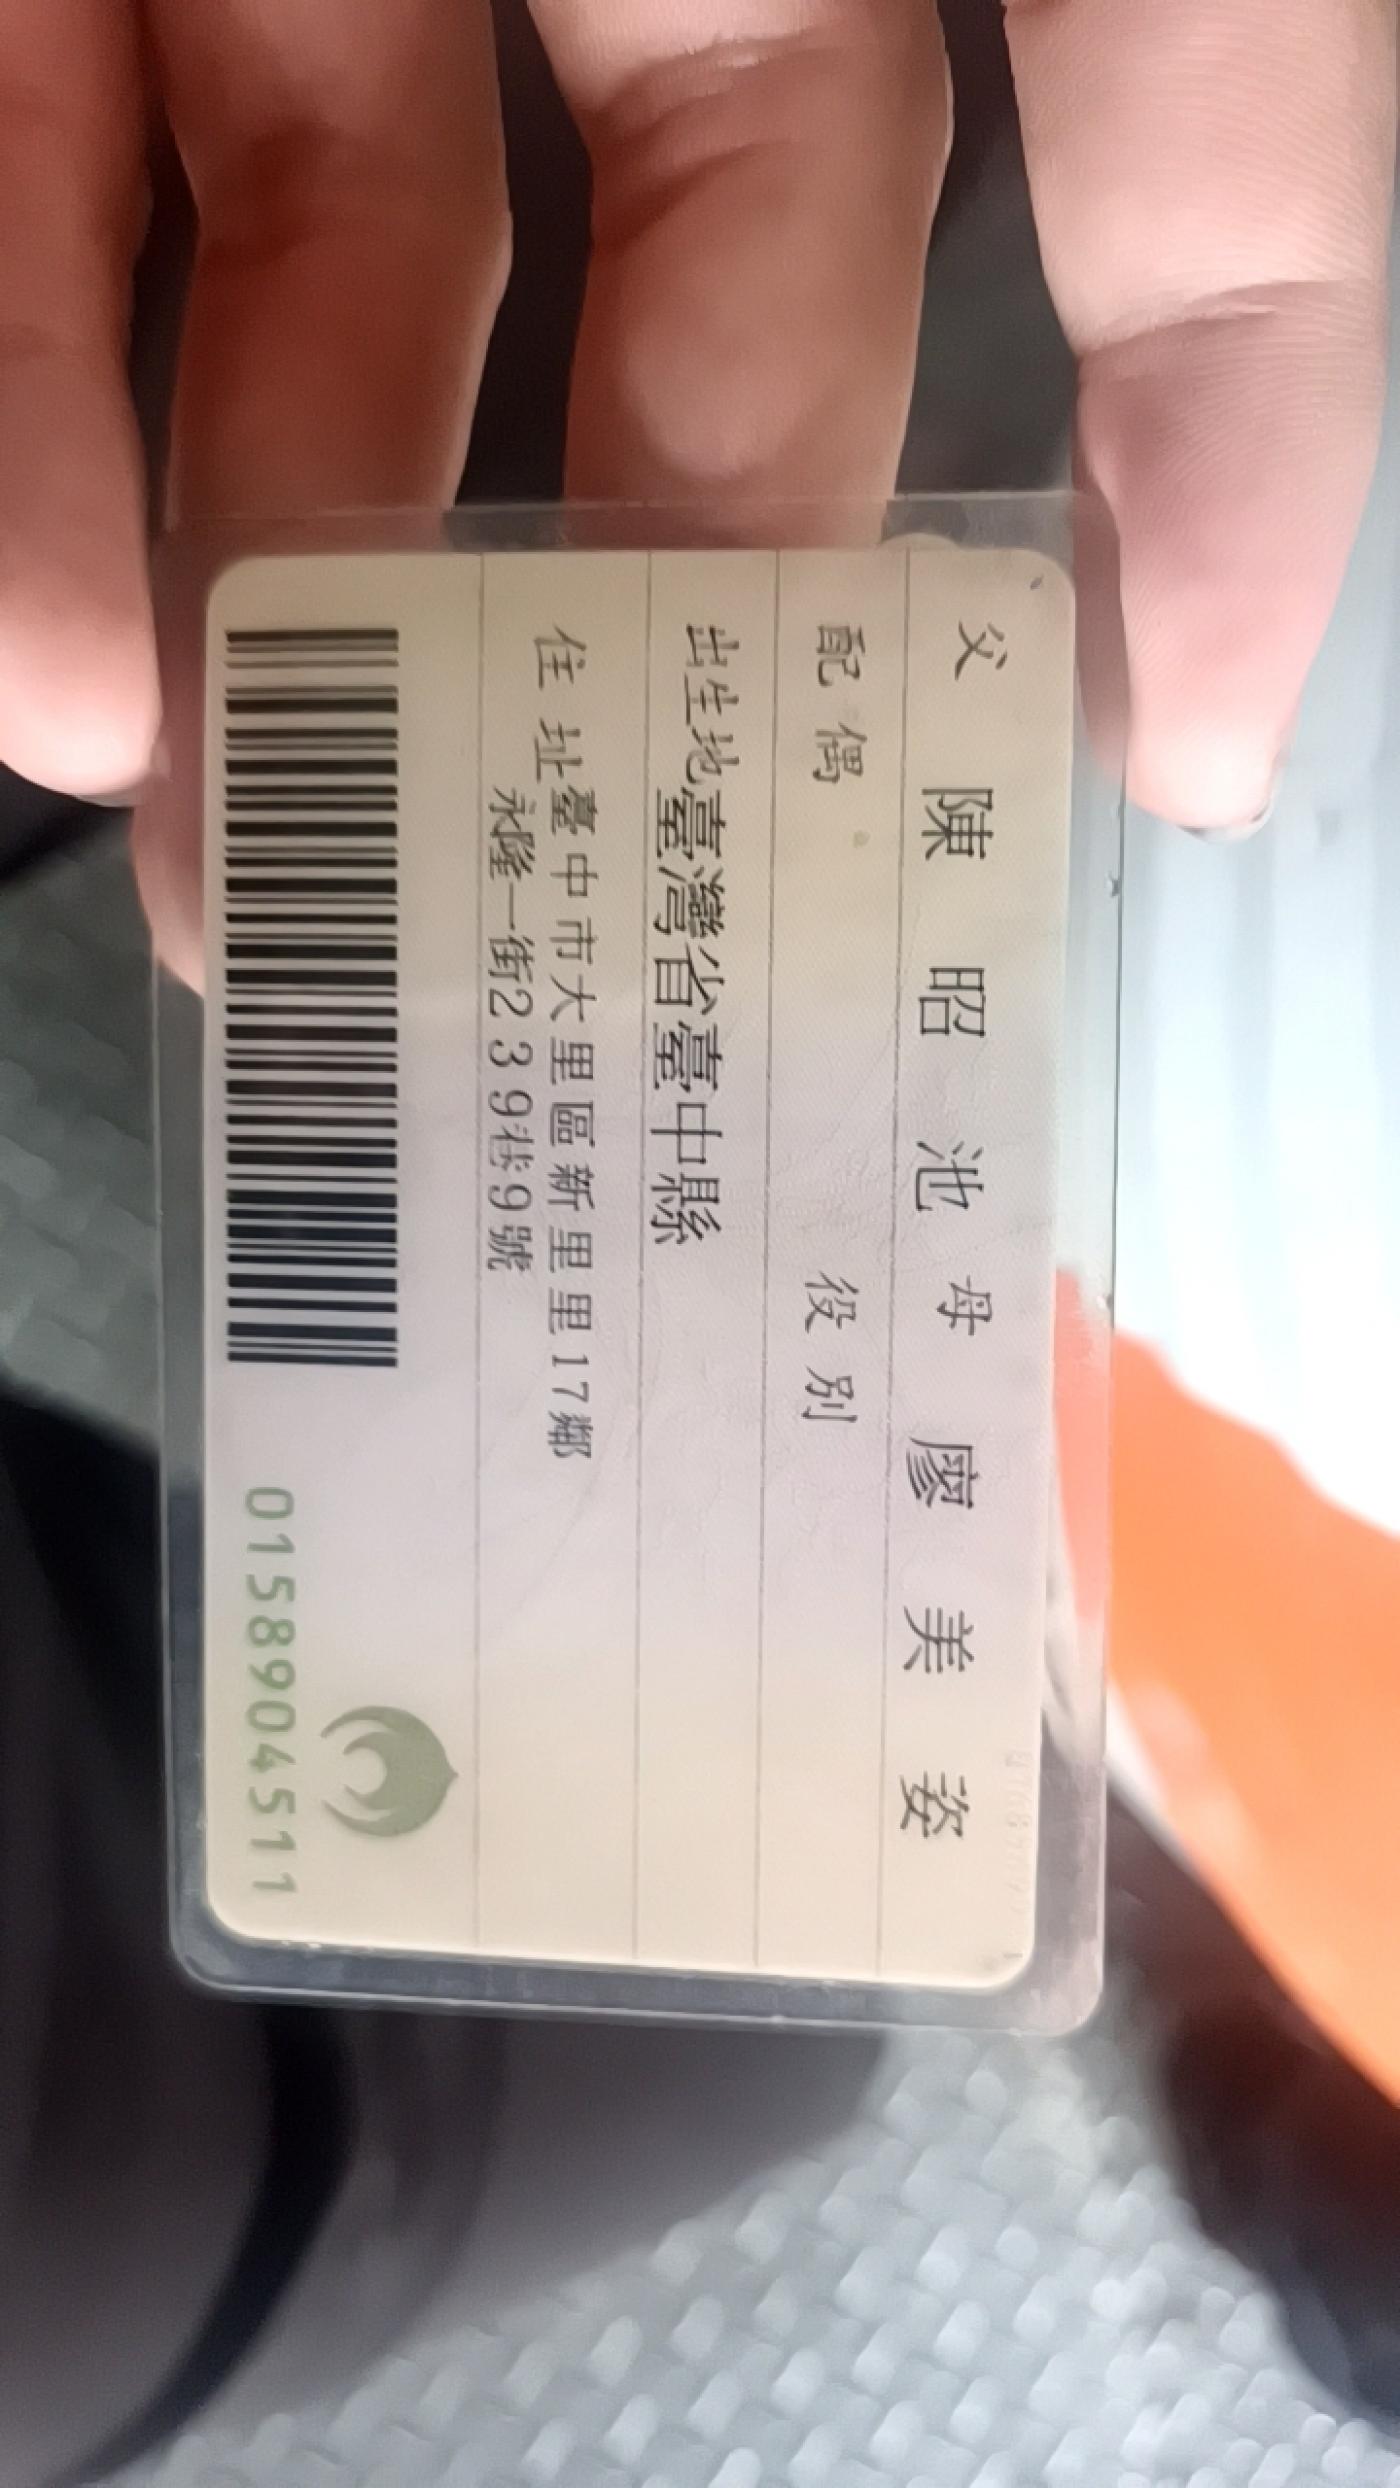 父 陳昭池 母 廖美姿
配偶 役別
出生地 臺灣省臺中縣
住址 臺中市大里區新里里17鄰
永隆一街239巷9號
0158904511